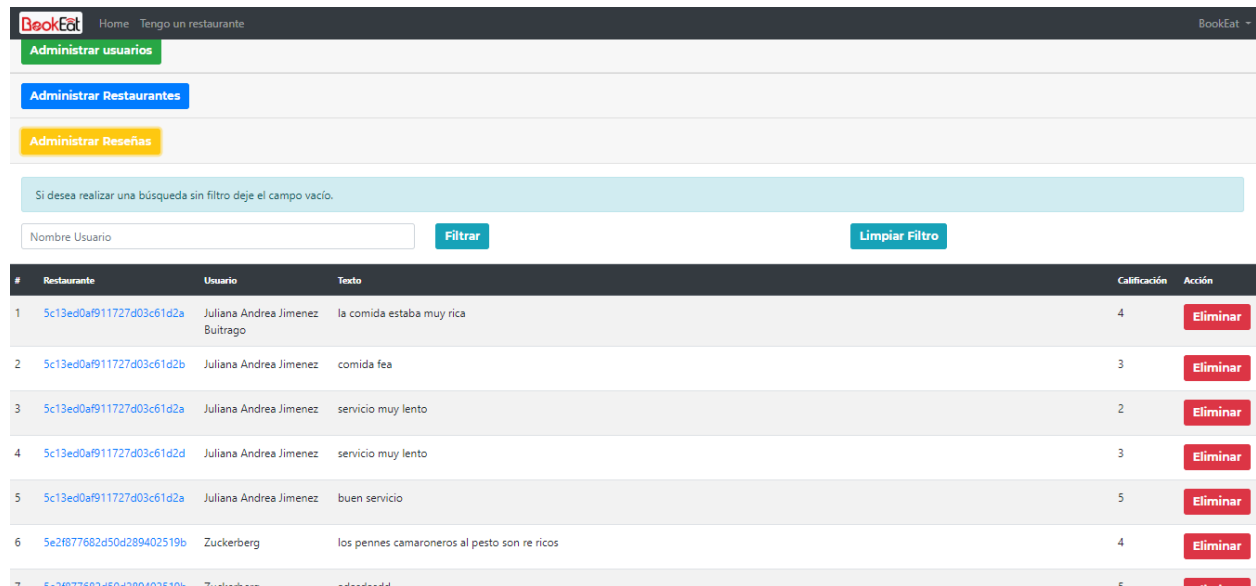 BookEat Home Tengo un restaurante BookEat
Administrar usuarios
Administrar Restaurantes
Administrar Reseñas
Si desea realizar una búsqueda sin filtro deje el campo vacío.
Nombre Usuario Filtrar Limpiar Filtro
# Restaurante Usuario Texto Calificación Acción
1 5c13ed0af911727d03c61d2a Juliana Andrea Jimenez la comida estaba muy rica 4 Eliminar
Buitrago
2 5c13ed0af911727d03c61d2b Juliana Andrea Jimenez comida fea 3 Eliminar
3 5c13ed0af911727d03c61d2a Juliana Andrea Jimenez servicio muy lento 2 Eliminar
4 5c13ed0af911727d03c61d2d Juliana Andrea Jimenez servicio muy lento 3 Eliminar
5 5c13ed0af911727d03c61d2a Juliana Andrea Jimenez buen servicio 5 Eliminar
6 5e2f877682d50d289402519b Zuckerberg los pennes camaroneros al pesto son re ricos 4 Eliminar
7 5e2f877682d50d289402519b Zuckerberg